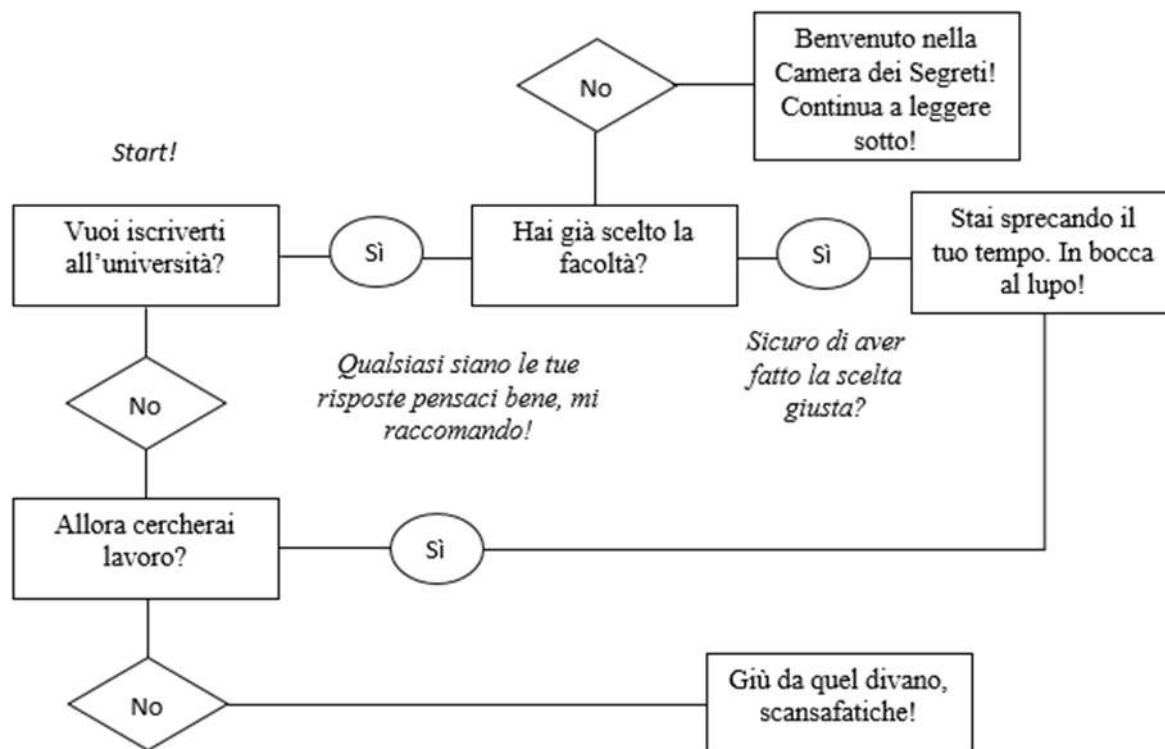 Benvenuto nella
Camera dei Segreti!
Continua a leggere
sotto!
No
Start!
Vuoi iscriverti
all’università?
Sì
Hai già scelto la
facoltà?
Sì
Stai sprecando il
tuo tempo. In bocca
al lupo!
Qualsiasi siano le tue
risposte pensaci bene, mi
raccomando!
Sicuro di aver
fatto la scelta
giusta?
No
Allora cercherai
lavoro?
Sì
No
Giù da quel divano,
scansafatiche!